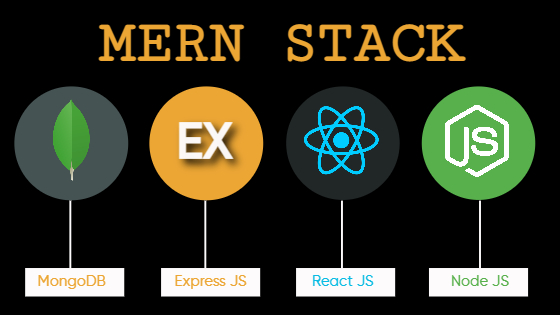 MERN STACK
EX
JS
MongoDB
Express JS
React JS
Node JS